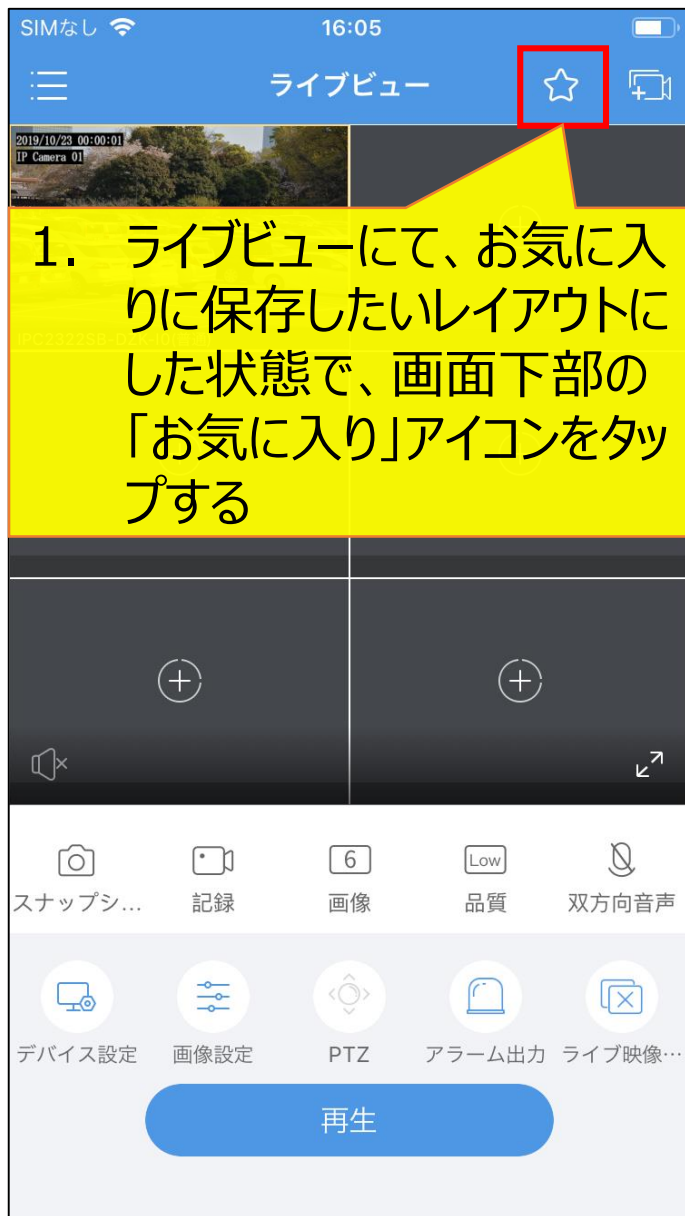 SIMなし 16:05
ライブビュー
2019/10/23 00:00:01
IP Camera 01
1. ライブビューにて、お気に入
りに保存したいレイアウトに
した状態で、画面下部の
「お気に入り」アイコンをタッ
プする
6 Low
スナップシ... 記録 画像 品質 双方向音声
デバイス設定 画像設定 PTZ アラーム出力 ライブ映像…
再生